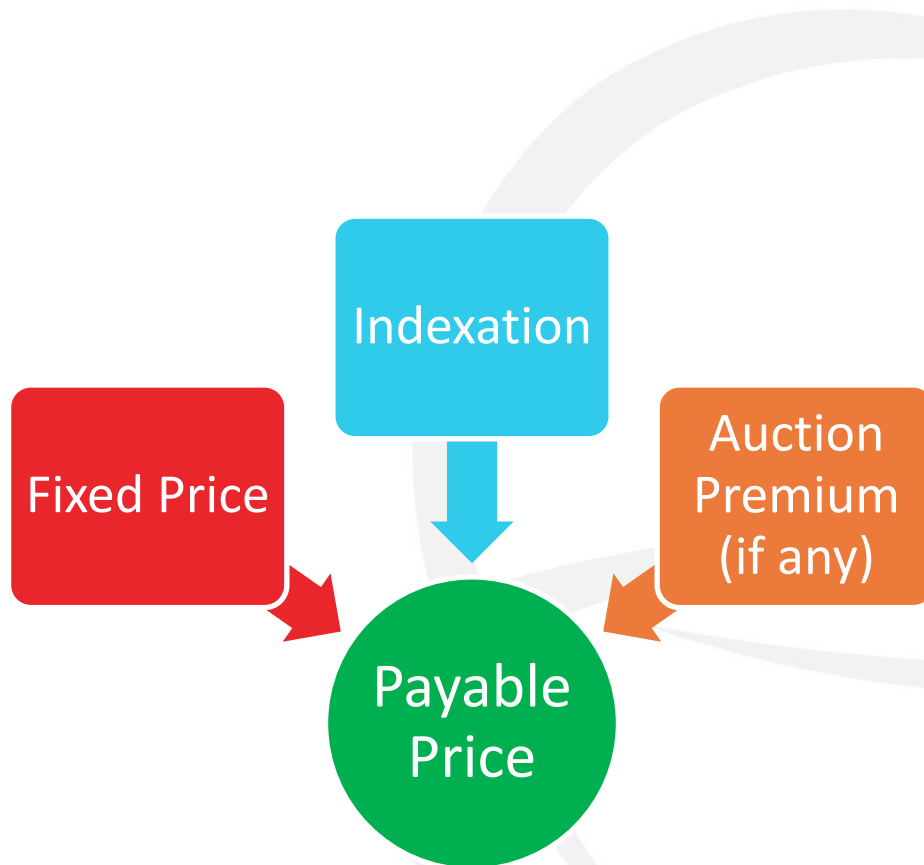 Indexation
Fixed Price
Auction
Premium
(if any)
Payable
Price